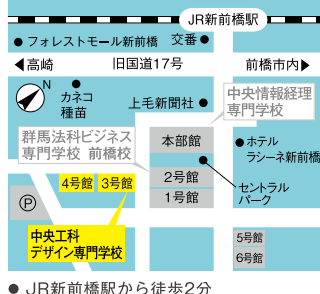 JR新前橋駅
● フォレストモール新前橋
交番 ●
◀高崎
旧国道17号
前橋市内▶
N
カネコ
種苗
上毛新聞社 ●
中央情報経理
専門学校
群馬法科ビジネス
専門学校 前橋校
本部館
● ホテル
ラシーネ新前橋
2号館
1号館
セントラル
パーク
4号館
3号館
P
中央工科
デザイン専門学校
5号館
6号館
● JR新前橋駅から徒歩2分